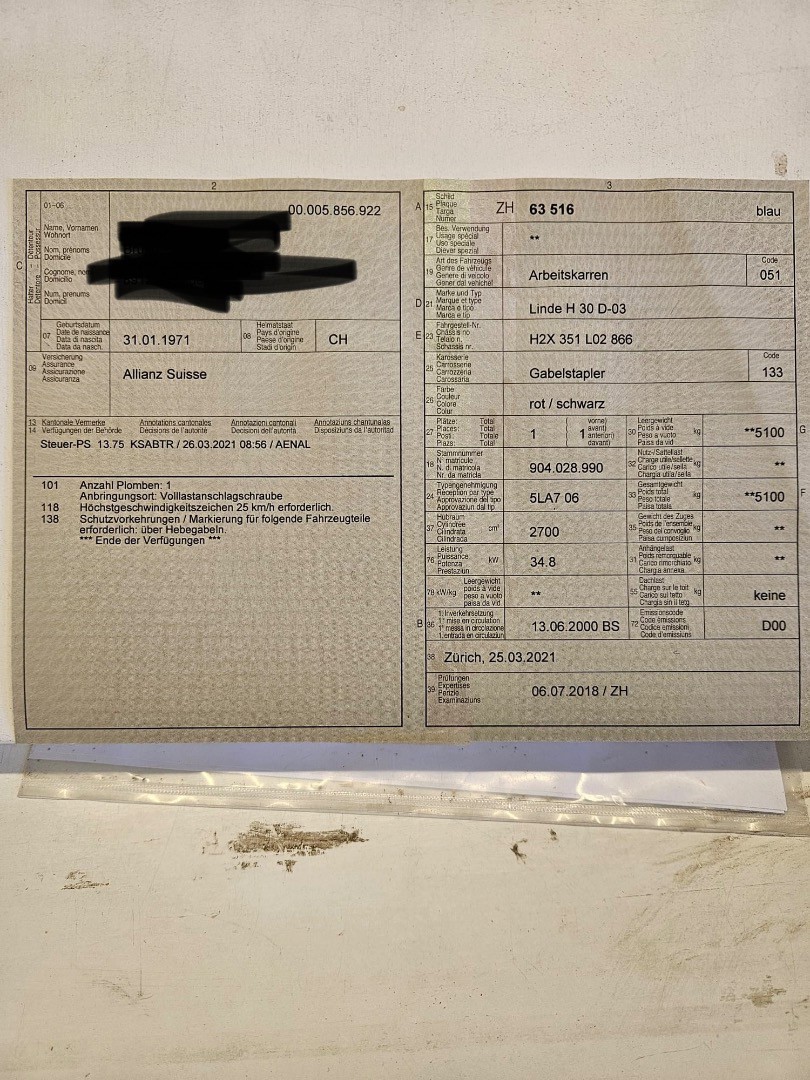 2
01-06
00.005.856.922
Name, Vornamen
Wohnort
Nom, prénoms
Domicile
Cognome, no
Domicilio
Num, prenums
Domicil
C
07
Geburtsdatum
Date de naissance
Data di nascita
Data da nasch.
31.01.1971
08
Heimatstaat
Pays d'origine
Paese d'origine
Stadi d'origin
CH
09
Versicherung
Assurance
Assicurazione
Assicuranza
Allianz Suisse
13 Kantonale Vermerke Annotations cantonales Annotazioni cantonali Annotaziuns chantunalas
14 Verfügungen der Behörde Décisions de l'autorité Decisioni dell'autorità Disposiziuns da l'autoritad
Steuer-PS 13.75 KSABTR / 26.03.2021 08:56 / AENAL
101 Anzahl Plomben: 1
Anbringungsort: Volllastanschlagschraube
118 Höchstgeschwindigkeitszeichen 25 km/h erforderlich.
138 Schutzvorkehrungen / Markierung für folgende Fahrzeugteile
erforderlich: über Hebegabeln.
*** Ende der Verfügungen ***
3
A 15
Schild
Plaque
Targa
Numer
ZH 63 516 blau
17
Bes. Verwendung
Usage spécial
Uso speciale
Diever spezial
**
19
Art des Fahrzeugs
Genre de véhicule
Genere di veicolo
Gener dal vehichel
Arbeitskarren
Code
051
D 21
Marke und Typ
Marque et type
Marca e tipo
Marca e tip
Linde H 30 D-03
E 23
Fahrgestell-Nr.
Châssis no
Telaio n.
Schassis nr.
H2X 351 L02 866
25
Karosserie
Carrosserie
Carrozzeria
Carossaria
Gabelstapler
Code
133
26
Farbe
Couleur
Colore
Colur
rot / schwarz
27
Plätze: Total
Places: Total
Posti: Totale
Plazs: Total
1
vorne)
avant)
1 anteriori)
davant)
30
Leergewicht
Poids à vide
Peso a vuoto
Paisa da vid
kg
**5100
G
18
Stammnummer
N° matricule
N. di matricola
Nr. da matricla
904.028.990
32
Nutz-/Sattellast
Charge utile/sellette
Carico utile/sella
Chargia utila/sella
kg
**
24
Typengenehmigung
Réception par type
Approvazione del tipo
Approvaziun dal tip
5LA7 06
33
Gesamtgewicht
Poids total
Peso totale
Paisa totala
kg
**5100
F
37
Hubraum
Cylindrée
Cilindrata
Cilindrada
cm³
2700
35
Gewicht des Zuges
Poids de l'ensemble
Peso del convoglio
Paisa cumposiziun
kg
**
76
Leistung
Puissance
Potenza
Prestaziun
kW
34.8
31
Anhängelast
Poids remorquable
Carico rimorchiato
Chargia annexa
kg
**
78 kW/kg
Leergewicht
poids à vide
peso a vuoto
paisa da vid
**
55
Dachlast
Charge sur le toit
Carico sul tetto
Chargia sin il tetg
kg
keine
B 36
1. Inverkehrsetzung
1re mise en circulation
1a messa in circolazione
1. entrada en circulaziun
13.06.2000 BS
72
Emissionscode
Code émissions
Codice emissioni
Code d'emissiuns
D00
38
Zürich, 25.03.2021
39
Prüfungen
Expertises
Perizie
Examinaziuns
06.07.2018 / ZH